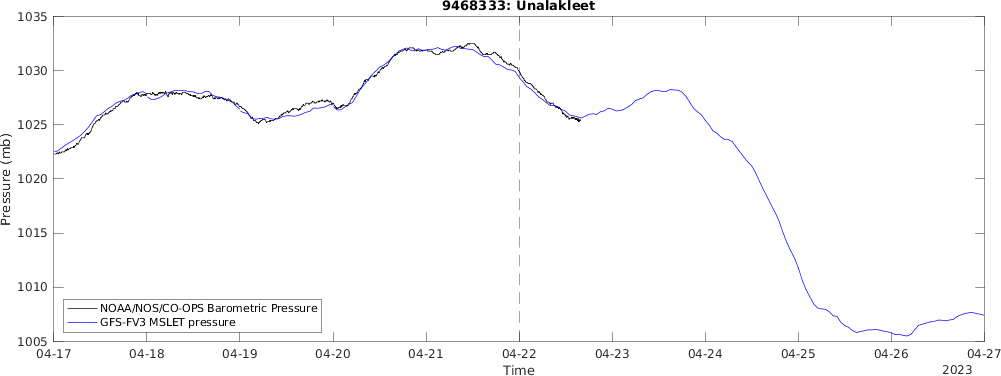 9468333: Unalakleet
1035
1030
1025
1020
1015
1010
1005
Pressure (mb)
NOAA/NOS/CO-OPS Barometric Pressure
GFS-FV3 MSLET pressure
04-17 04-18 04-19 04-20 04-21 04-22 04-23 04-24 04-25 04-26 04-27
Time
2023